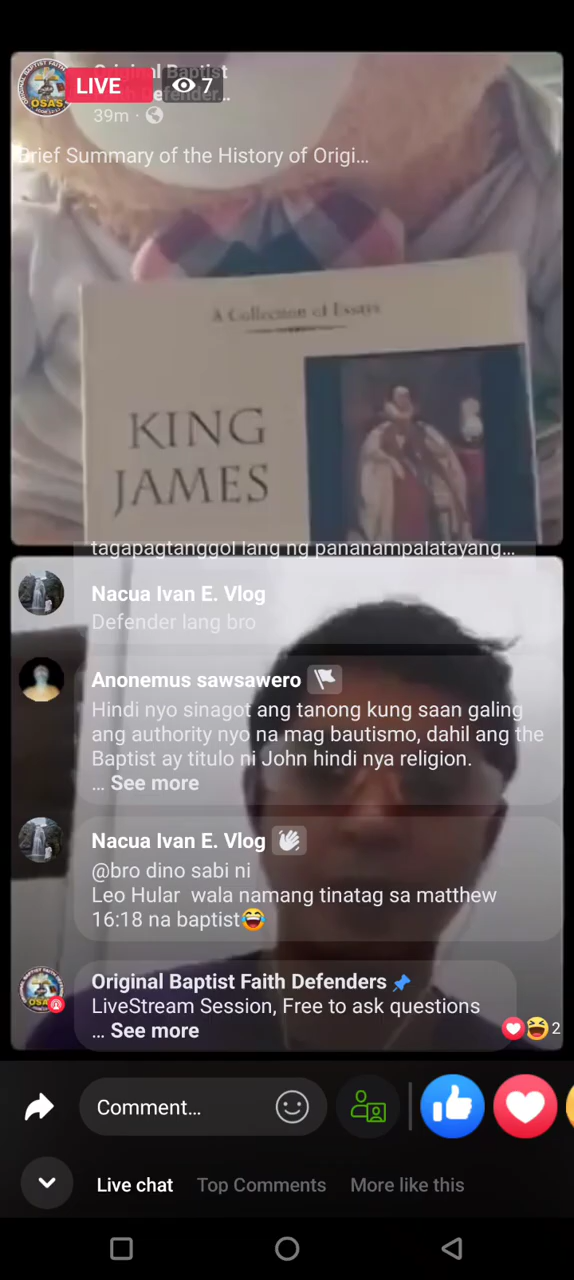 LIVE
7
Original Baptist
39m
Brief Summary of the History of Origi...
A Collection of Essays
KING
JAMES
tagapagtanggol lang ng pananampalatayang...
Nacua Ivan E. Vlog
Defender lang bro
Anonemus sawsawero
Hindi nyo sinagot ang tanong kung saan galing
ang authority nyo na mag bautismo, dahil ang the
Baptist ay titulo ni John hindi nya religion.
... See more
Nacua Ivan E. Vlog
@bro dino sabi ni
Leo Hular wala namang tinatag sa matthew
16:18 na baptist😂
Original Baptist Faith Defenders 📌
LiveStream Session, Free to ask questions
... See more
2
Comment...
Live chat
Top Comments
More like this